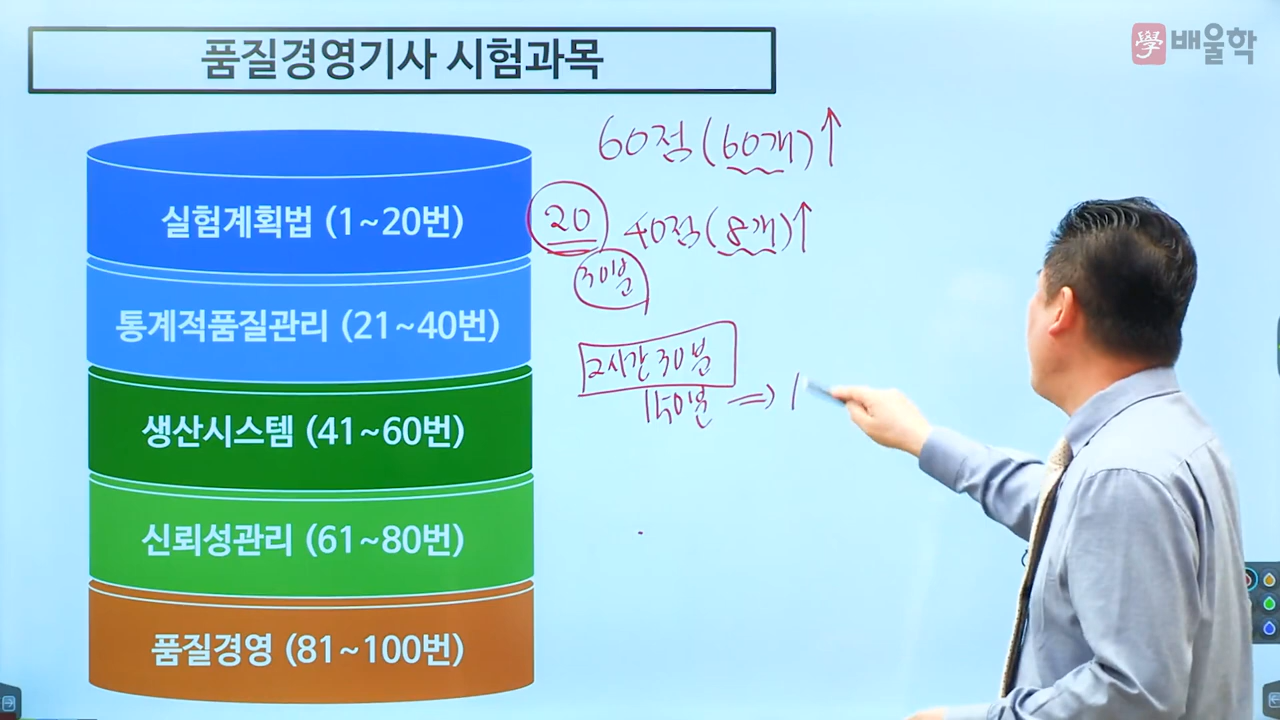 품질경영기사 시험과목
學 배울학
실험계획법 (1~20번)
통계적품질관리 (21~40번)
생산시스템 (41~60번)
신뢰성관리 (61~80번)
품질경영 (81~100번)
60점(60개)↑
20 40점(8개)↑
30분
2시간 30분
150분 ⇒ 1